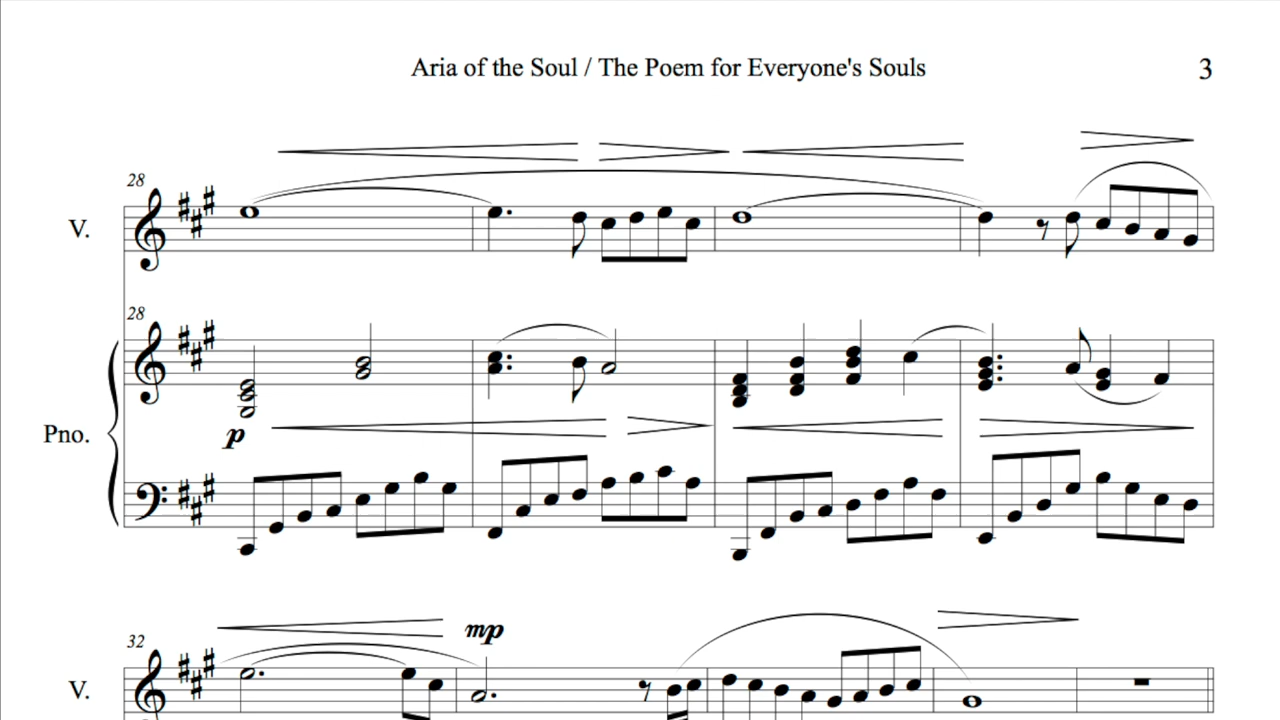 Aria of the Soul / The Poem for Everyone's Souls 3
28
V.
28
Pno.
p
32
mp
V.